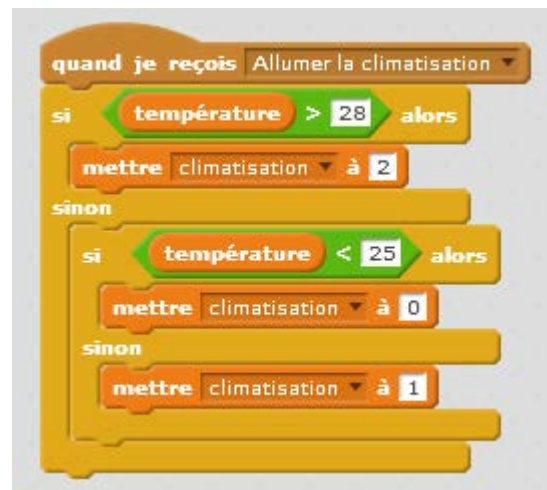 quand je reçois Allumer la climatisation
si température > 28 alors
mettre climatisation à 2
sinon
si température < 25 alors
mettre climatisation à 0
sinon
mettre climatisation à 1